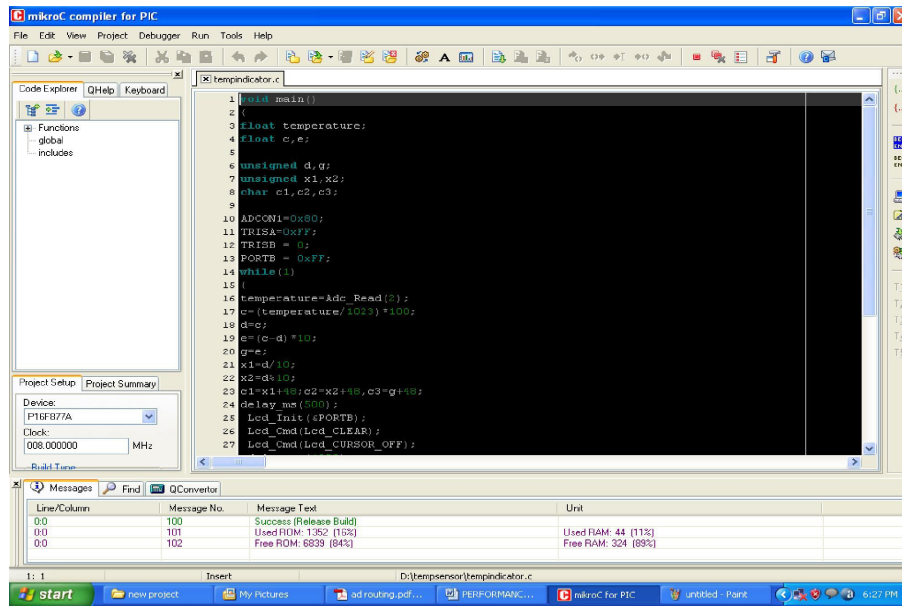 mikroC compiler for PIC
File Edit View Project Debugger Run Tools Help
Code Explorer QHelp Keyboard
Functions
global
includes
tempindicator.c
1 void main()
2 {
3 float temperature;
4 float c,e;
5
6 unsigned d,g;
7 unsigned x1,x2;
8 char c1,c2,c3;
9
10 ADCON1=0x80;
11 TRISA=0xFF;
12 TRISB = 0;
13 PORTB = 0xFF;
14 while(1)
15 {
16 temperature=Adc_Read(2);
17 c=(temperature/1023)*100;
18 d=c;
19 e=(c-d)*10;
20 g=e;
21 x1=d/10;
22 x2=d%10;
23 c1=x1+48;c2=x2+48,c3=g+48;
24 delay_ms(500);
25 Lcd_Init(&PORTB);
26 Lcd_Cmd(Lcd_CLEAR);
27 Lcd_Cmd(Lcd_CURSOR_OFF);
Project Setup Project Summary
Device:
P16F877A
Clock:
008.000000 MHz
Build Type
Messages Find QConvertor
Line/Column Message No. Message Text Unit
0:0 100 Success (Release Build)
0:0 101 Used ROM: 1352 (16%) Used RAM: 44 (11%)
0:0 102 Free ROM: 6839 (84%) Free RAM: 324 (89%)
1: 1 Insert D:\tempsensor\tempindicator.c
start new project My Pictures ad routing.pdf... PERFORMANC... mikroC for PIC untitled - Paint 6:27 PM